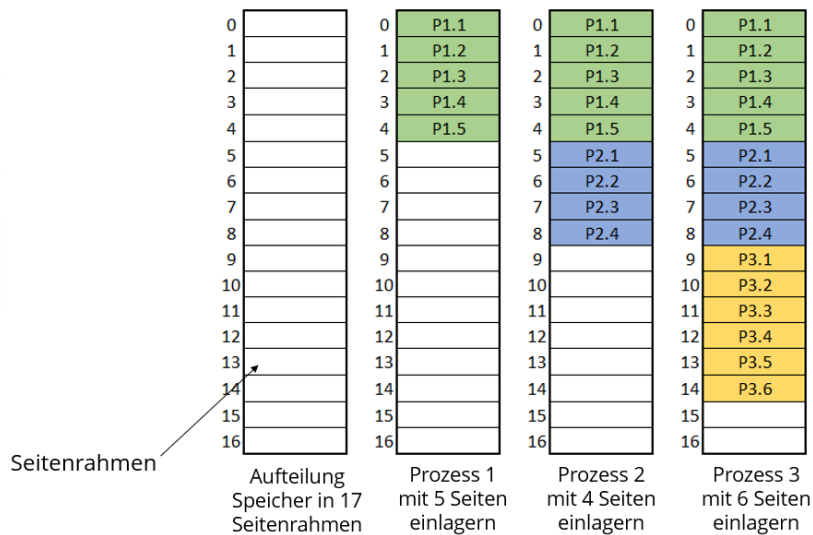 0 0 P1.1 0 P1.1 0 P1.1
1 1 P1.2 1 P1.2 1 P1.2
2 2 P1.3 2 P1.3 2 P1.3
3 3 P1.4 3 P1.4 3 P1.4
4 4 P1.5 4 P1.5 4 P1.5
5 5 5 P2.1 5 P2.1
6 6 6 P2.2 6 P2.2
7 7 7 P2.3 7 P2.3
8 8 8 P2.4 8 P2.4
9 9 9 9 P3.1
10 10 10 10 P3.2
11 11 11 11 P3.3
12 12 12 12 P3.4
13 13 13 13 P3.5
14 14 14 14 P3.6
15 15 15 15
16 16 16 16
Seitenrahmen
Aufteilung
Speicher in 17
Seitenrahmen
Prozess 1
mit 5 Seiten
einlagern
Prozess 2
mit 4 Seiten
einlagern
Prozess 3
mit 6 Seiten
einlagern